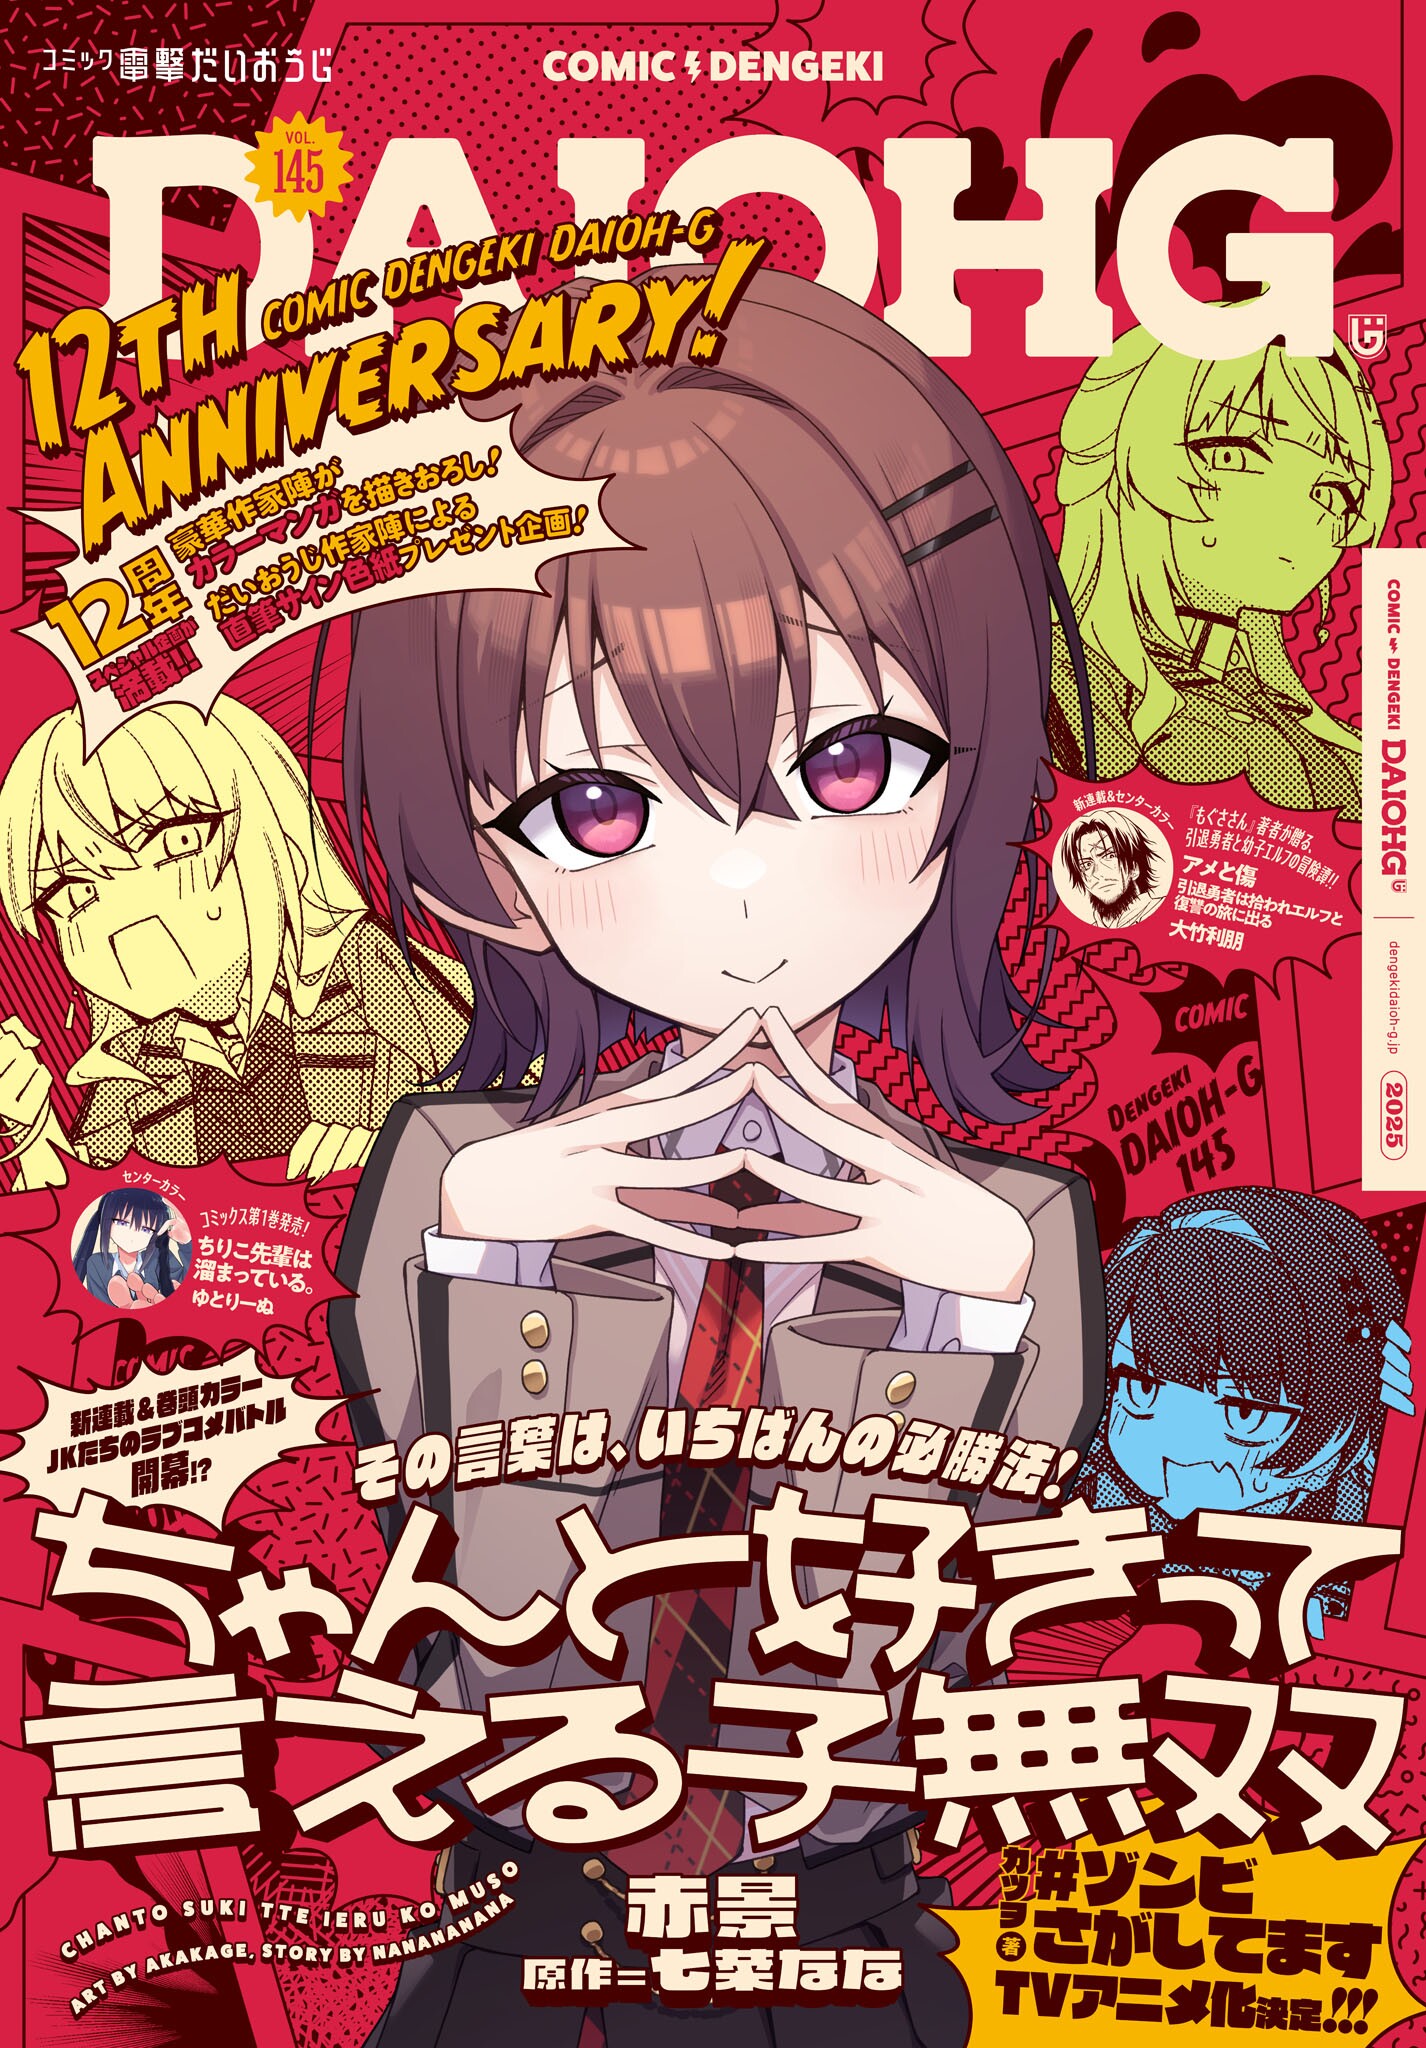 コミック電撃だいおうじ
COMIC DENGEKI
DAIOHG
VOL.
145
12TH COMIC DENGEKI DAIOH-G
ANNIVERSARY!
12周年
スペシャル企画が
満載!!
豪華作家陣が
カラーマンガを描きおろし!
だいおうじ作家陣による
直筆サイン色紙プレゼント企画!
COMIC DENGEKI DAIOHG
dengekidaioh-g.jp
2025
新連載&センターカラー
『もぐささん』著者が贈る、
引退勇者と幼子エルフの冒険譚!!
アメと傷
引退勇者は拾われエルフと
復讐の旅に出る
大竹利朋
COMIC
DENGEKI
DAIOH-G
145
センターカラー
コミックス第1巻発売!
ちりこ先輩は
溜まっている。
ゆとりーぬ
COMIC
新連載&巻頭カラー
JKたちのラブコメバトル
開幕!?
その言葉は、いちばんの必勝法!
ちゃんと好きって
言える子無双
赤景
原作=七菜なな
CHANTO SUKI TTE IERU KO MUSO
ART BY AKAKAGE, STORY BY NANANANANA
カツヲ著
#ゾンビ
さがしてます
TVアニメ化決定!!!